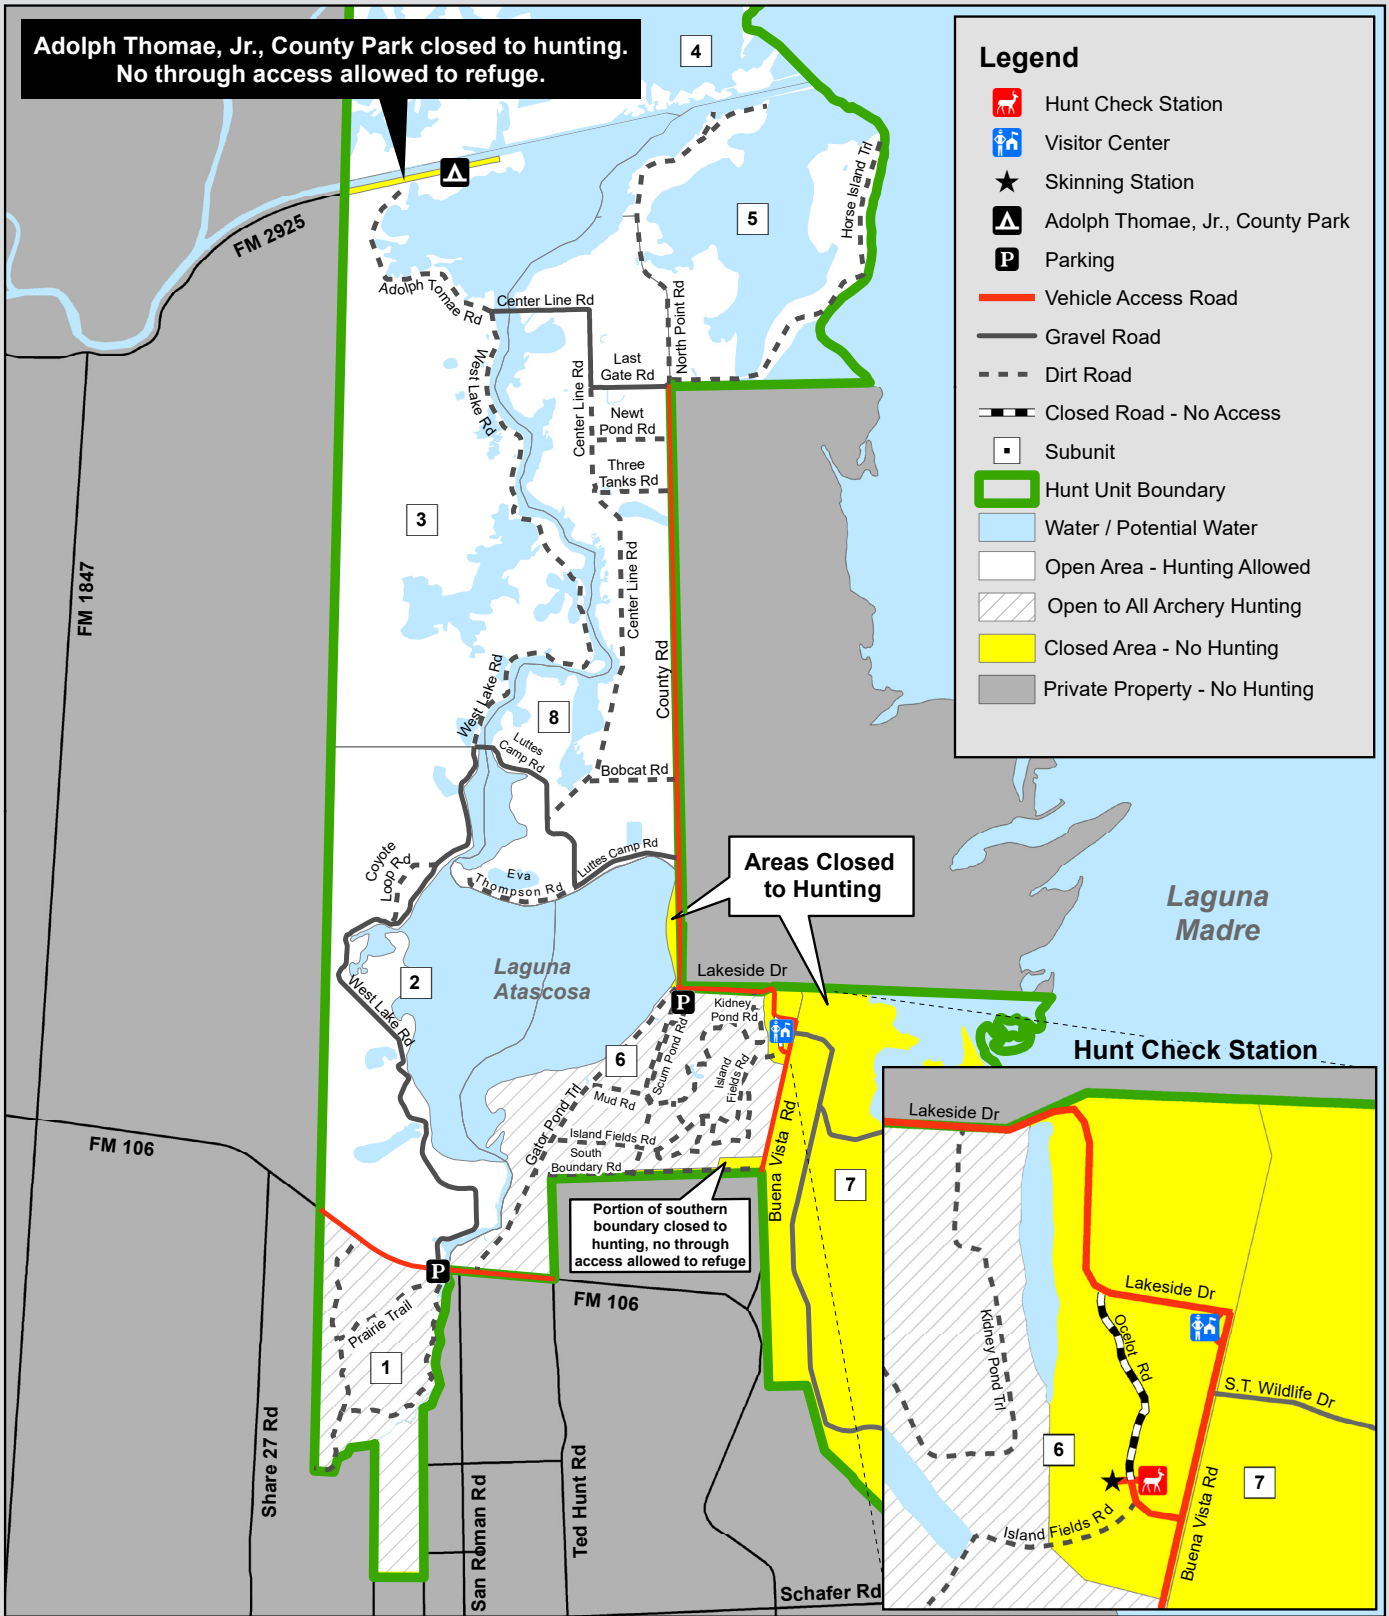 Adolph Thomae, Jr., County Park closed to hunting.
No through access allowed to refuge.
Legend
Hunt Check Station
Visitor Center
Skinning Station
Adolph Thomae, Jr., County Park
P
Parking
Vehicle Access Road
Gravel Road
Dirt Road
Closed Road - No Access
Subunit
Hunt Unit Boundary
Water / Potential Water
Open Area - Hunting Allowed
Open to All Archery Hunting
Closed Area - No Hunting
Private Property - No Hunting
4
5
Horse Island Trl
FM 2925
Adolph Tomae Rd
Center Line Rd
North Point Rd
West Lake Rd
Center Line Rd
Last
Gate Rd
Newt
Pond Rd
Three
Tanks Rd
3
FM 1847
Center Line Rd
County Rd
West Lake Rd
8
Luttes
Camp Rd
Bobcat Rd
Coyote
Loop Rd
Eva
Thompson Rd
Luttes Camp Rd
Areas Closed
to Hunting
Laguna
Madre
2
Laguna
Atascosa
West Lake Rd
Lakeside Dr
P
Kidney
Pond Rd
6
Scum Pond Rd
Island
Fields Rd
Mud Rd
Gator Pond Trl
Island Fields Rd
South
Boundary Rd
Buena Vista Rd
7
FM 106
Portion of southern
boundary closed to
hunting, no through
access allowed to refuge
P
FM 106
Prairie Trail
1
Share 27 Rd
San Roman Rd
Ted Hunt Rd
Schafer Rd
Hunt Check Station
Lakeside Dr
Kidney Pond Trl
Lakeside Dr
Ocelot Rd
S.T. Wildlife Dr
6
7
Island Fields Rd
Buena Vista Rd